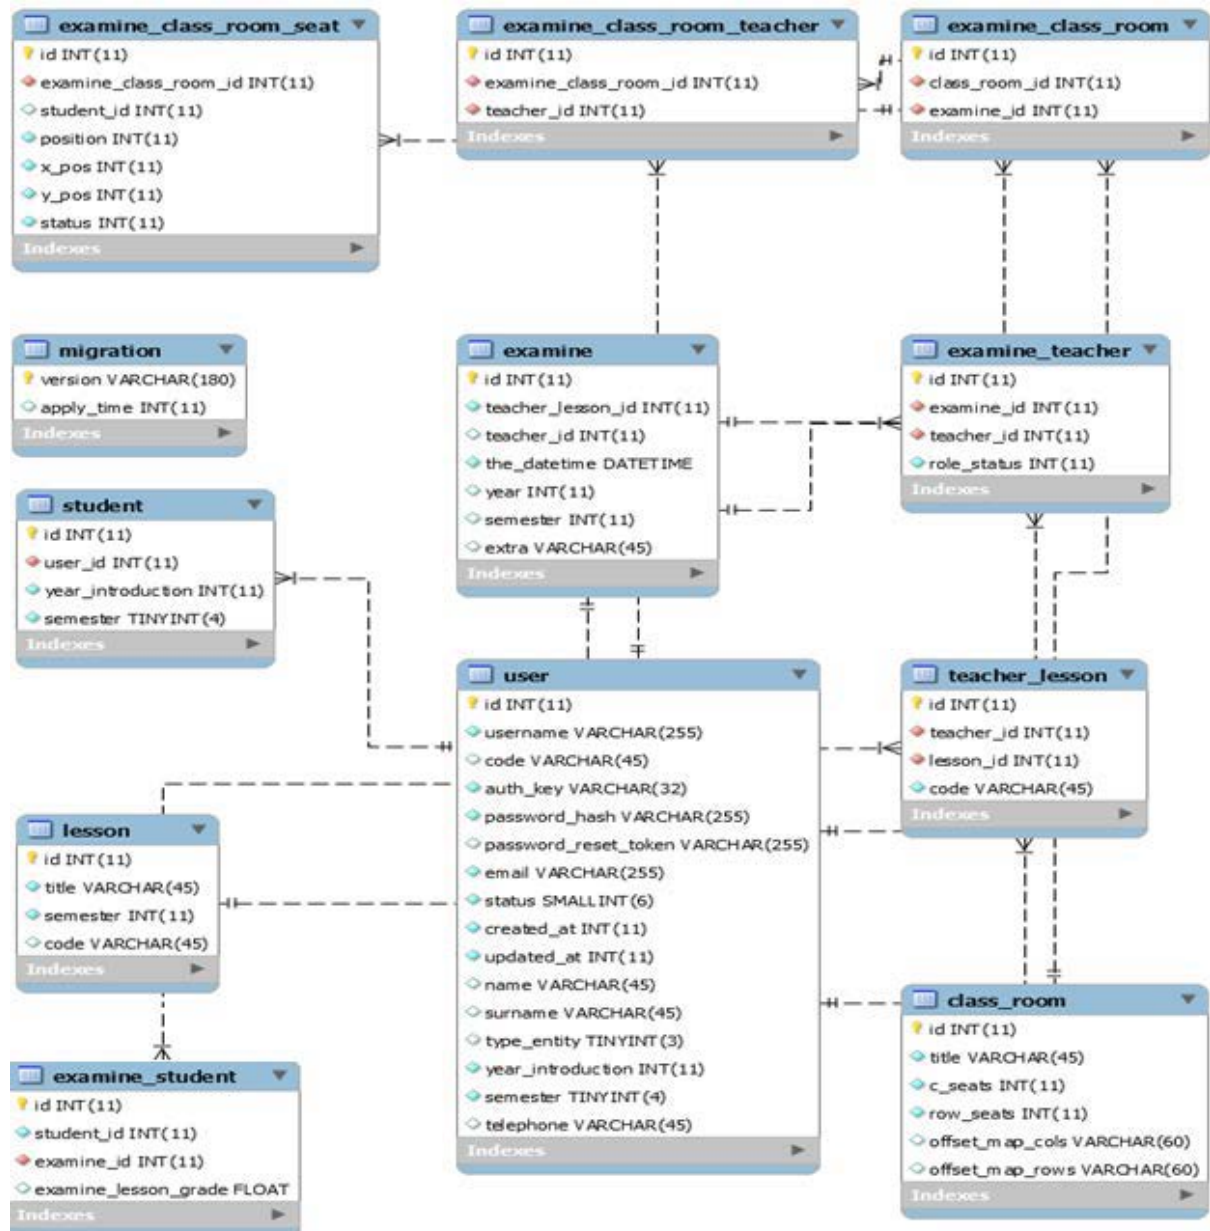 examine_class_room_seat
id INT(11)
examine_class_room_id INT(11)
student_id INT(11)
position INT(11)
x_pos INT(11)
y_pos INT(11)
status INT(11)
Indexes
examine_class_room_teacher
id INT(11)
examine_class_room_id INT(11)
teacher_id INT(11)
Indexes
examine_class_room
id INT(11)
class_room_id INT(11)
examine_id INT(11)
Indexes
migration
version VARCHAR(180)
apply_time INT(11)
Indexes
examine
id INT(11)
teacher_lesson_id INT(11)
teacher_id INT(11)
the_datetime DATETIME
year INT(11)
semester INT(11)
extra VARCHAR(45)
Indexes
examine_teacher
id INT(11)
examine_id INT(11)
teacher_id INT(11)
role_status INT(11)
Indexes
student
id INT(11)
user_id INT(11)
year_introduction INT(11)
semester TINYINT(4)
Indexes
user
id INT(11)
username VARCHAR(255)
code VARCHAR(45)
auth_key VARCHAR(32)
password_hash VARCHAR(255)
password_reset_token VARCHAR(255)
email VARCHAR(255)
status SMALLINT(6)
created_at INT(11)
updated_at INT(11)
name VARCHAR(45)
surname VARCHAR(45)
type_entity TINYINT(3)
year_introduction INT(11)
semester TINYINT(4)
telephone VARCHAR(45)
Indexes
teacher_lesson
id INT(11)
teacher_id INT(11)
lesson_id INT(11)
code VARCHAR(45)
Indexes
lesson
id INT(11)
title VARCHAR(45)
semester INT(11)
code VARCHAR(45)
Indexes
class_room
id INT(11)
title VARCHAR(45)
c_seats INT(11)
row_seats INT(11)
offset_map_cols VARCHAR(60)
offset_map_rows VARCHAR(60)
Indexes
examine_student
id INT(11)
student_id INT(11)
examine_id INT(11)
examine_lesson_grade FLOAT
Indexes